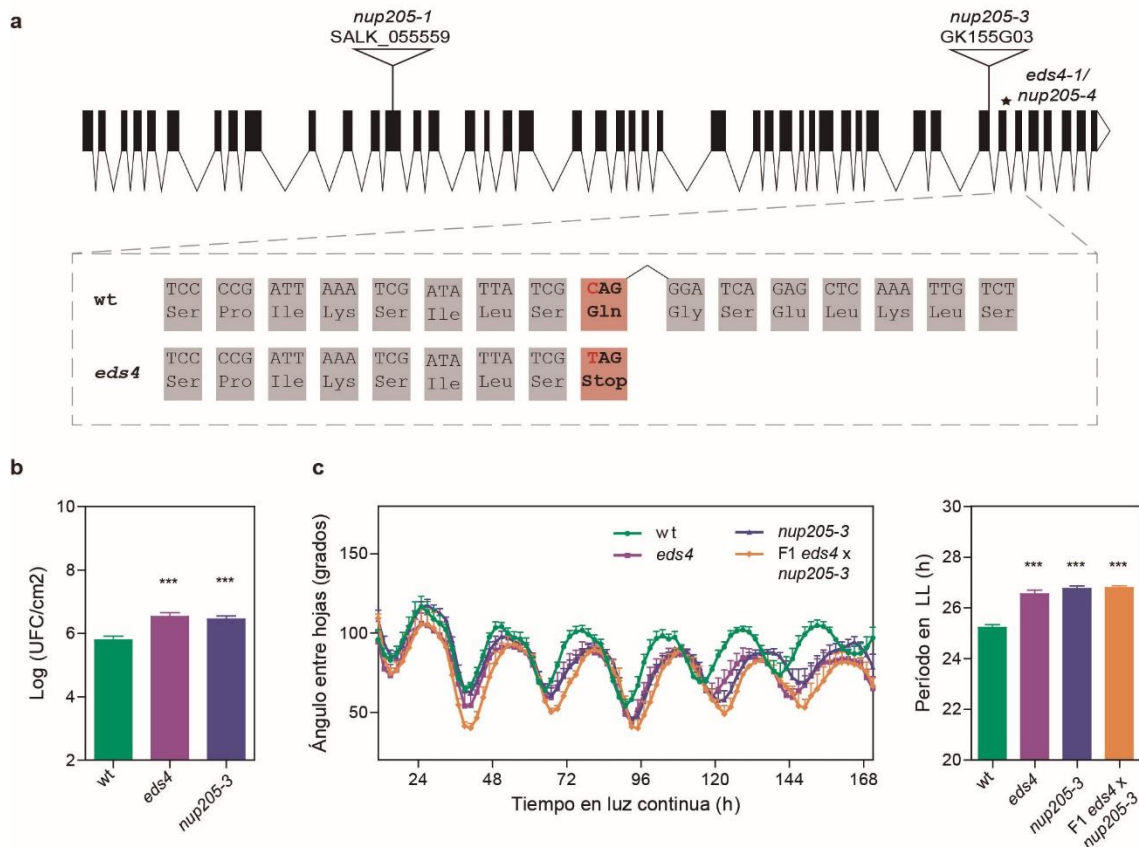 a
nup205-1
SALK_055559
nup205-3
GK155G03
★ eds4-1/
nup205-4
wt
TCC CCG ATT AAA TCG ATA TTA TCG CAG GGA TCA GAG CTC AAA TTG TCT
Ser Pro Ile Lys Ser Ile Leu Ser Gln Gly Ser Glu Leu Lys Leu Ser
eds4
TCC CCG ATT AAA TCG ATA TTA TCG TAG
Ser Pro Ile Lys Ser Ile Leu Ser Stop
b
Log (UFC/cm2)
10
8
6
4
2
*** ***
wt
eds4
nup205-3
c
Ángulo entre hojas (grados)
150
100
50
wt
eds4
nup205-3
F1 eds4 x
nup205-3
24 48 72 96 120 144 168
Tiempo en luz continua (h)
Período en LL (h)
30
28
26
24
22
20
*** *** ***
wt
eds4
nup205-3
F1 eds4 x
nup205-3